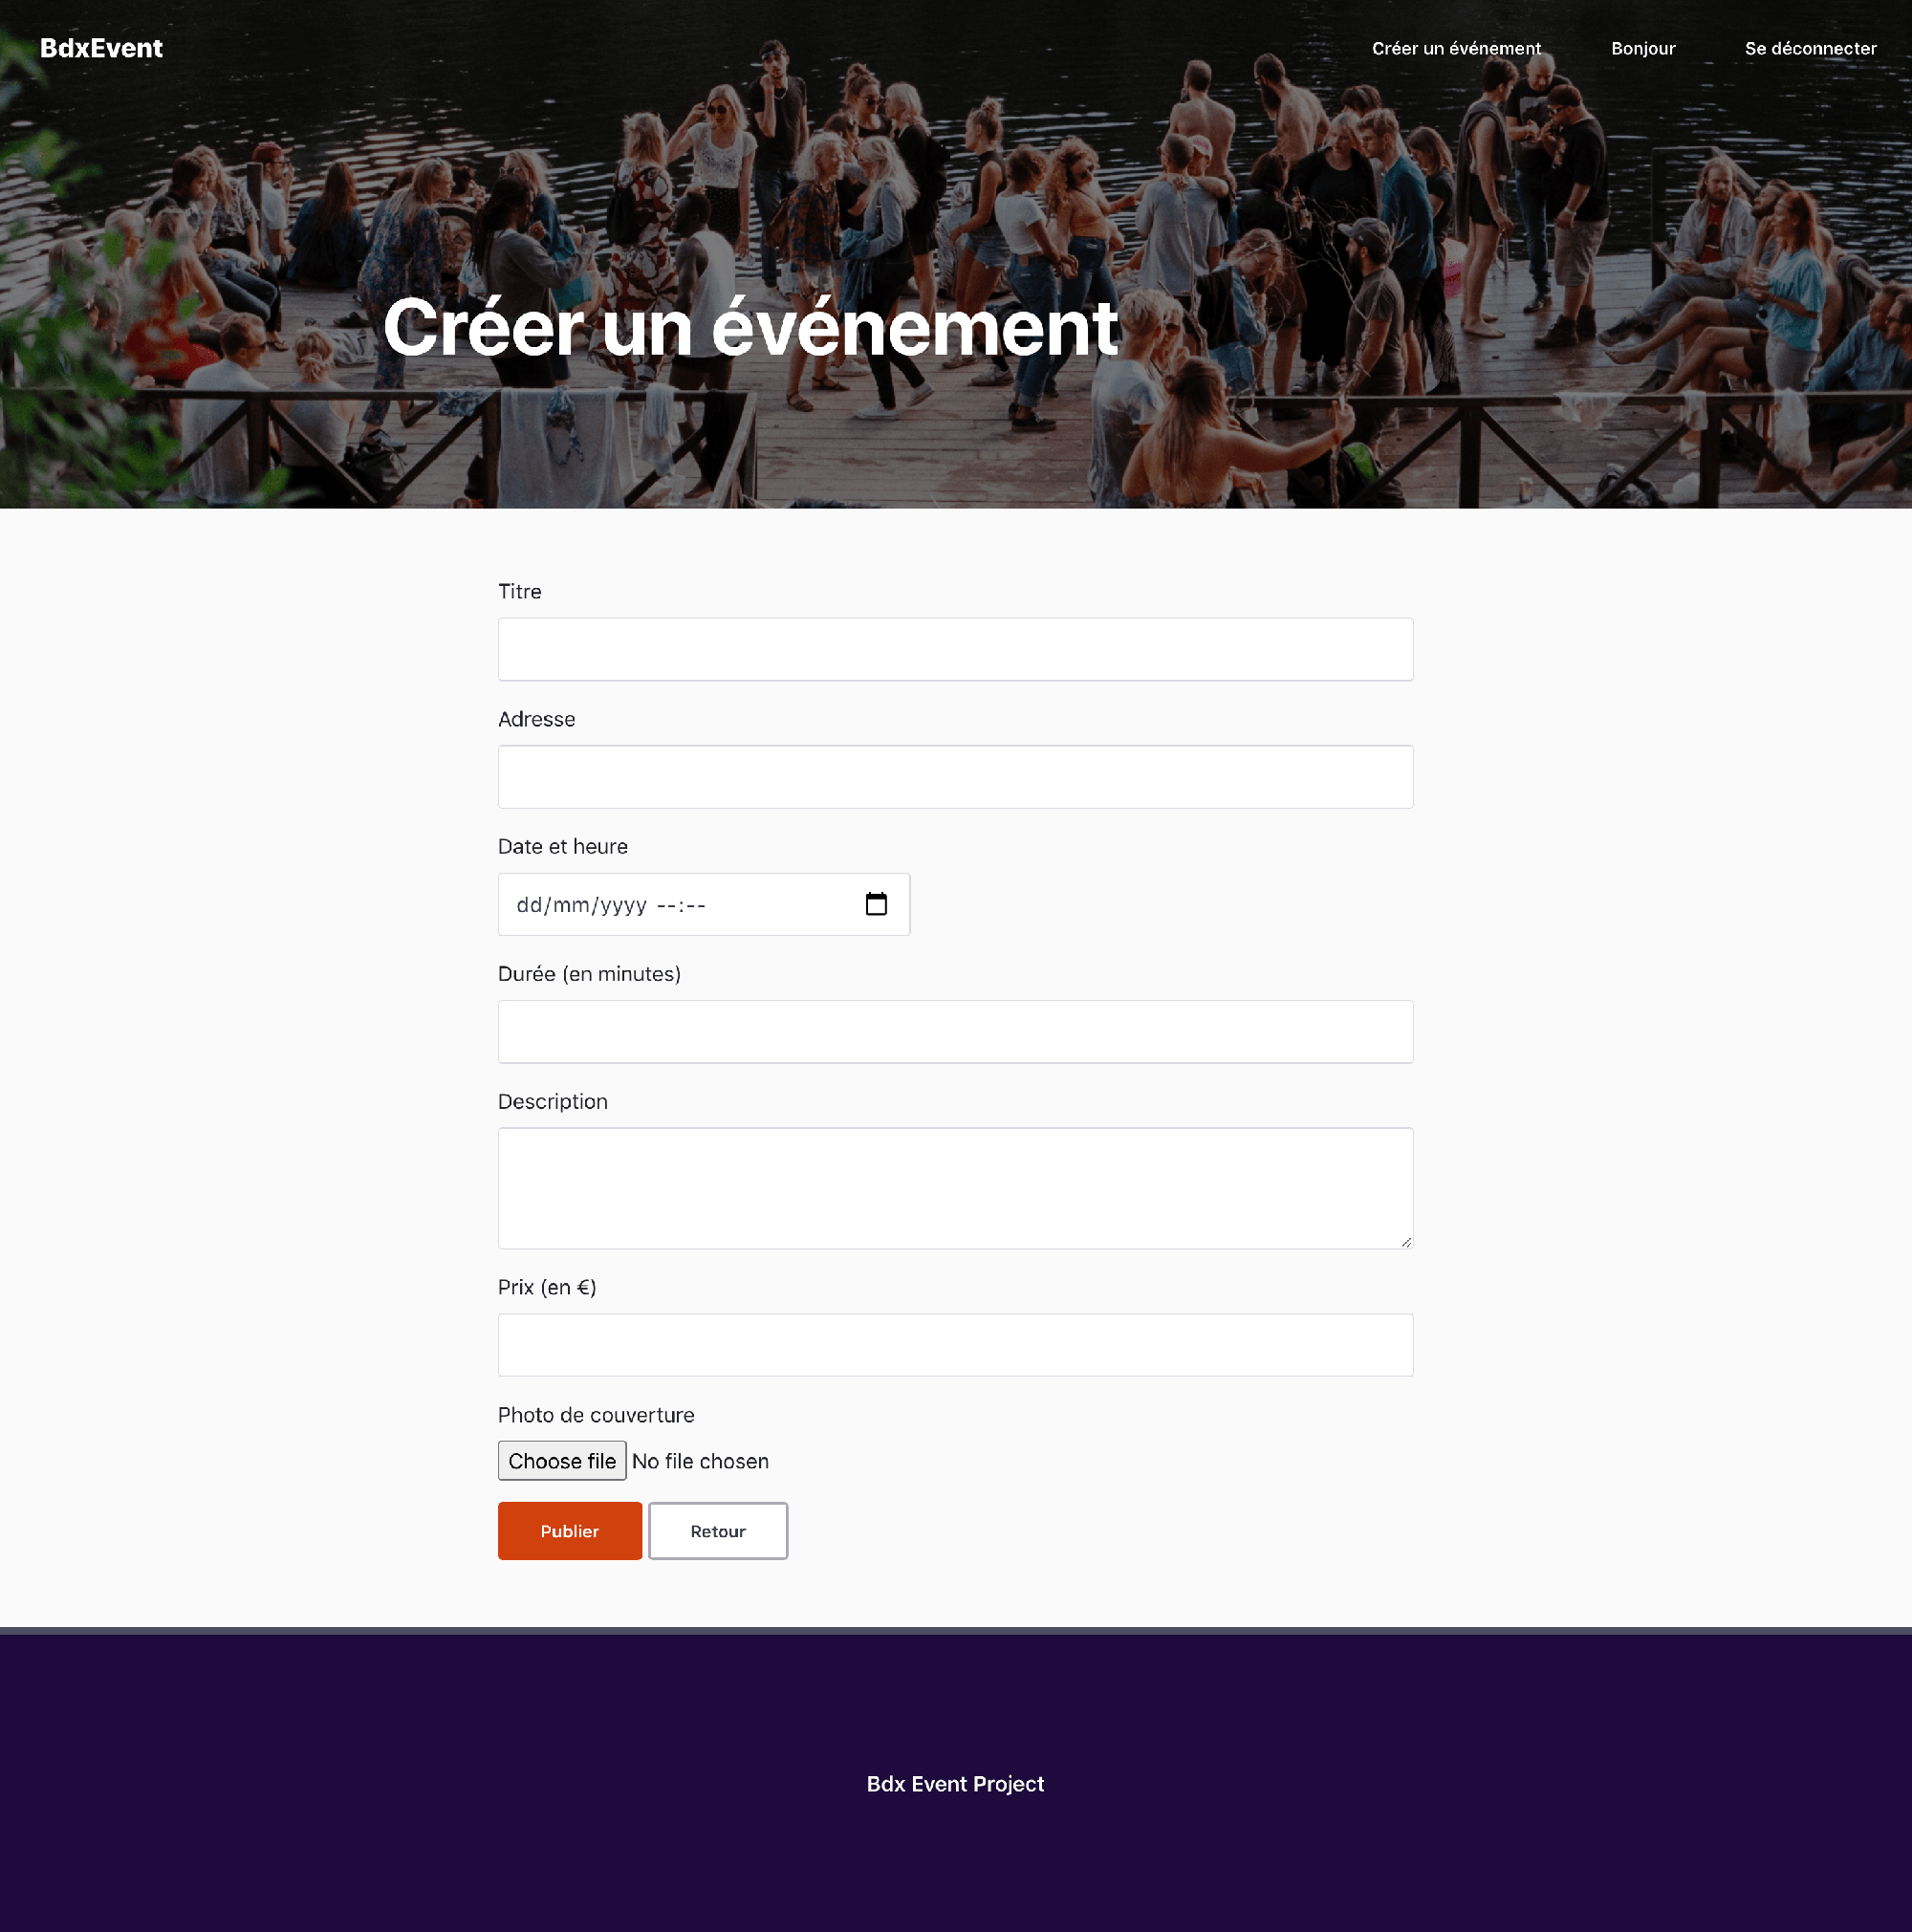 BdxEvent
Créer un événement
Bonjour
Se déconnecter
Créer un événement
Titre
Adresse
Date et heure
dd/mm/yyyy --:--
Durée (en minutes)
Description
Prix (en €)
Photo de couverture
Choose file No file chosen
Publier
Retour
Bdx Event Project